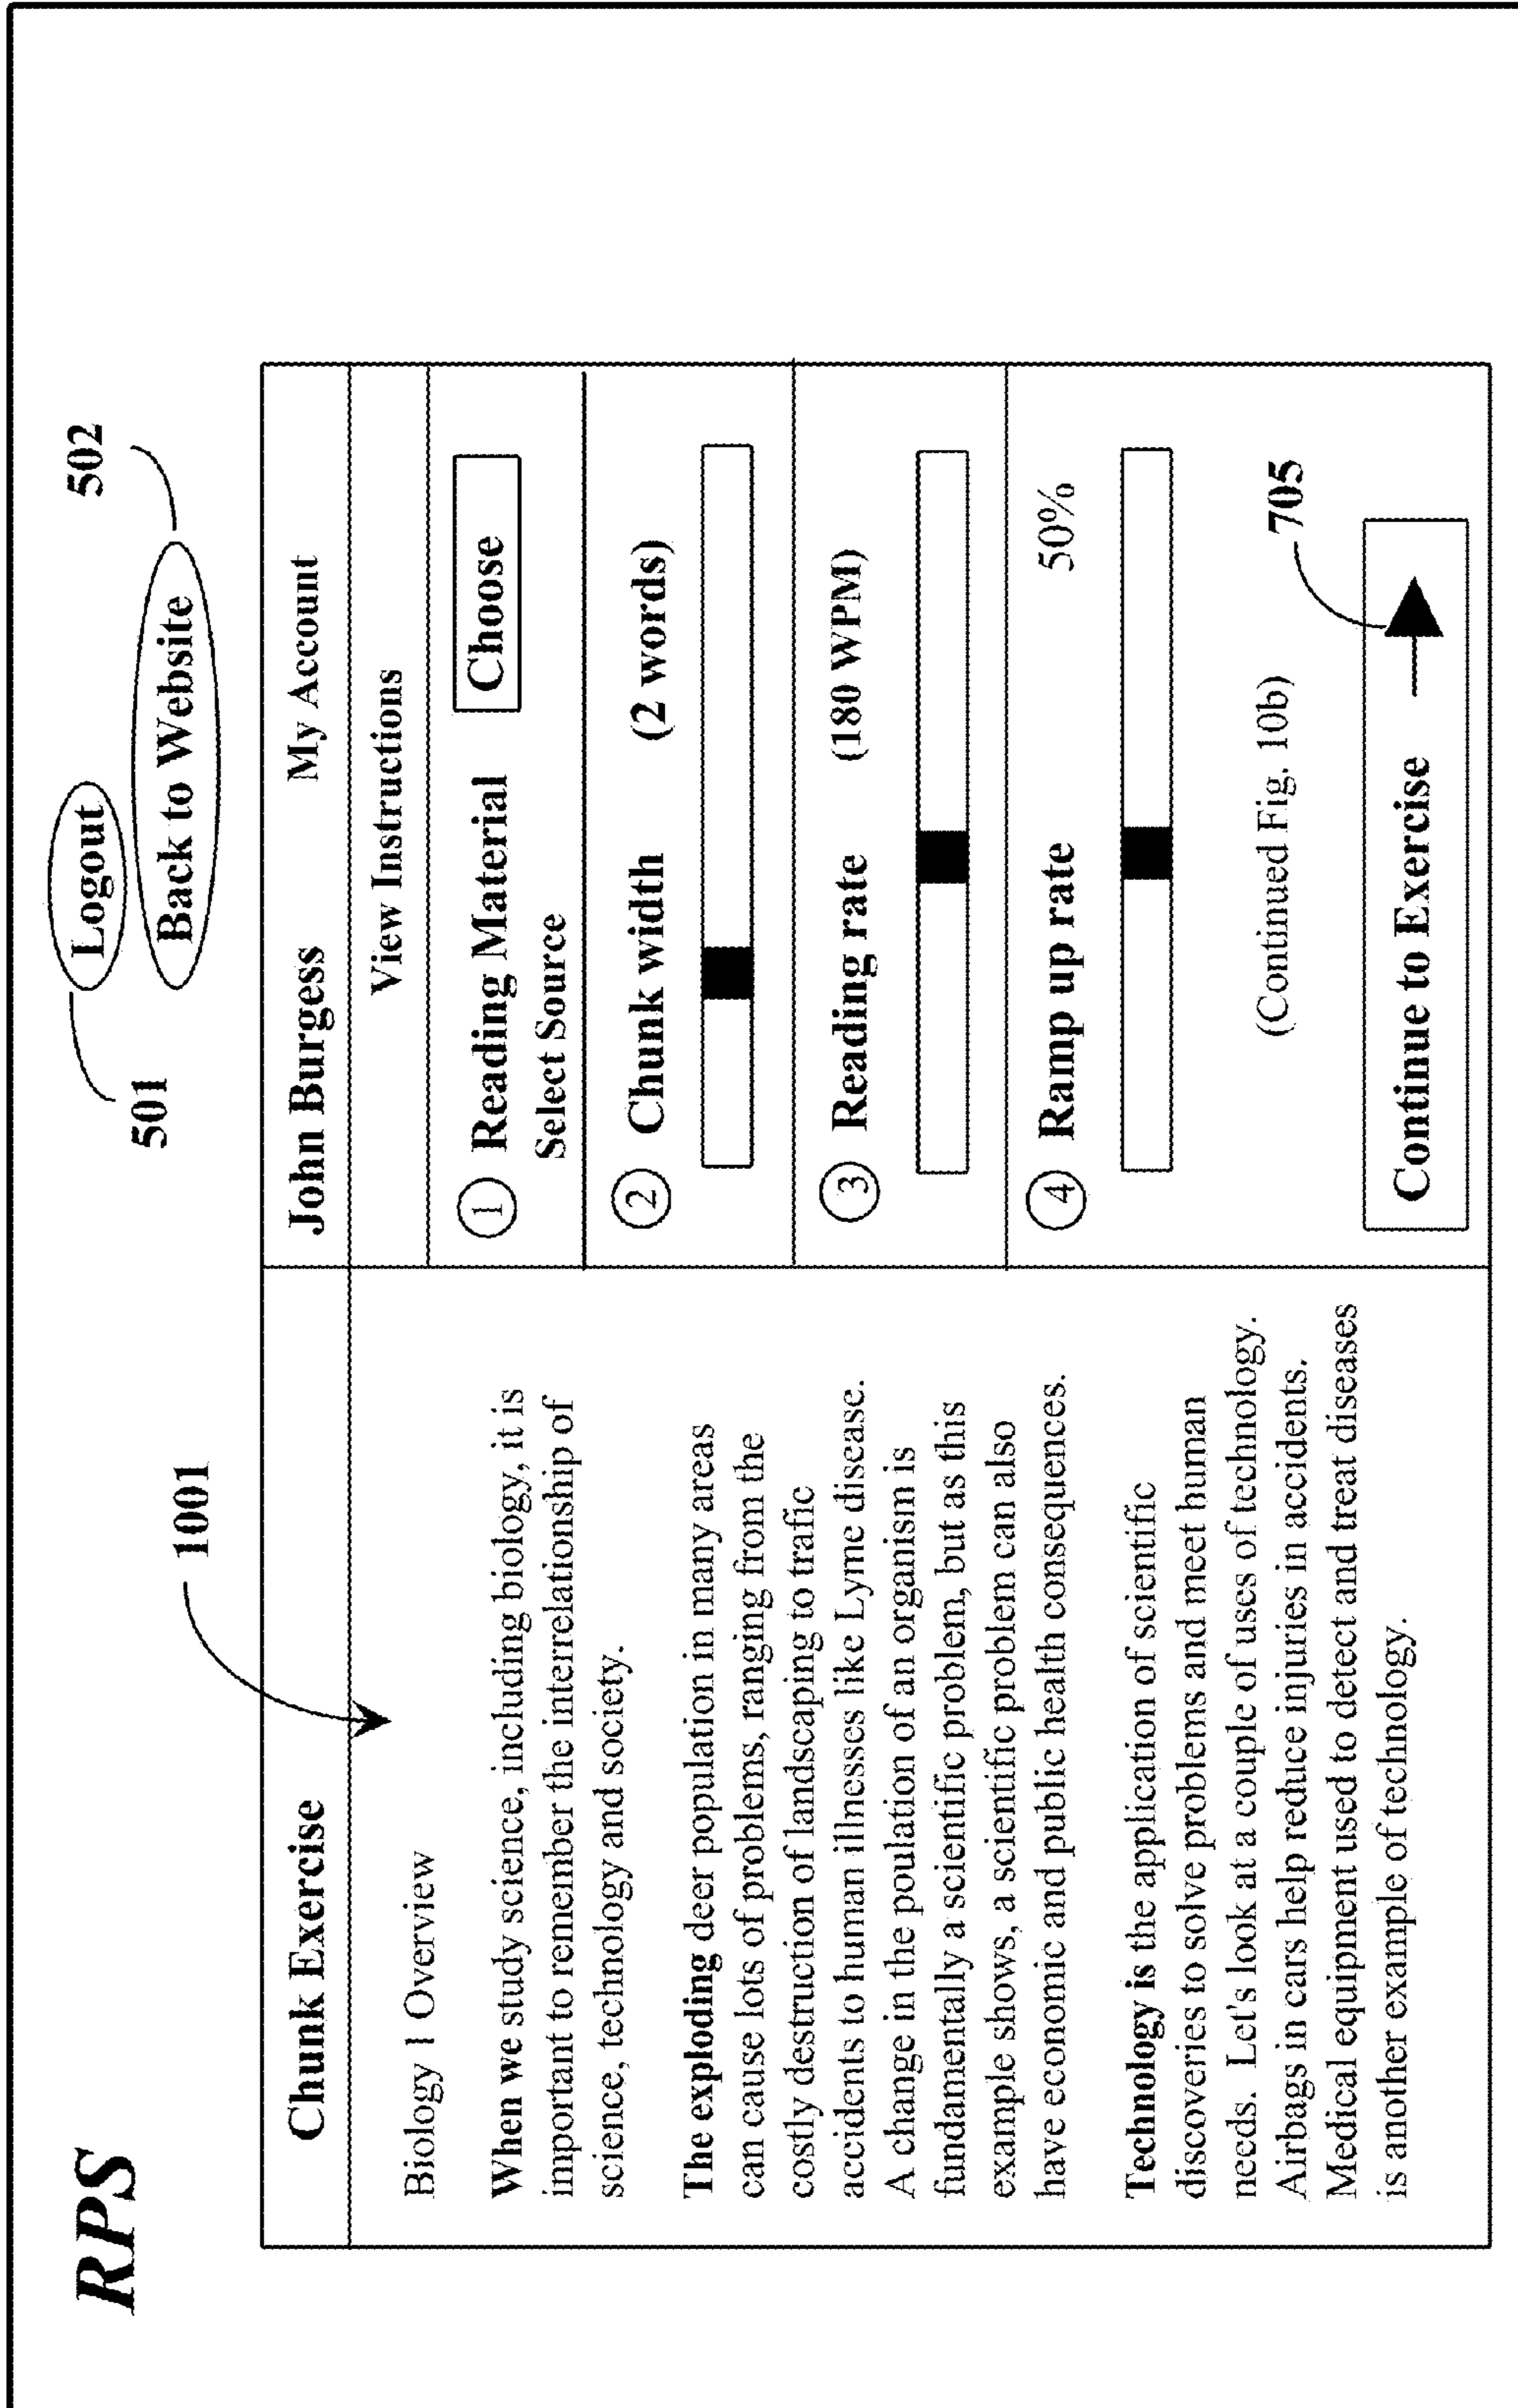 RPS
501
Logout
502
Back to Website
1001
Chunk Exercise
Biology 1 Overview
When we study science, including biology, it is
important to remember the interrelationship of
science, technology and society.
The exploding deer population in many areas
can cause lots of problems, ranging from the
costly destruction of landscaping to trafic
accidents to human illnesses like Lyme disease.
A change in the poulation of an organism is
fundamentally a scientific problem, but as this
example shows, a scientific problem can also
have economic and public health consequences.
Technology is the application of scientific
discoveries to solve problems and meet human
needs. Let's look at a couple of uses of technology.
Airbags in cars help reduce injuries in accidents.
Medical equipment used to detect and treat diseases
is another example of technology.
John Burgess My Account
View Instructions
1 Reading Material Choose
Select Source
2 Chunk width (2 words)
3 Reading rate (180 WPM)
4 Ramp up rate 50%
(Continued Fig. 10b)
705
Continue to Exercise